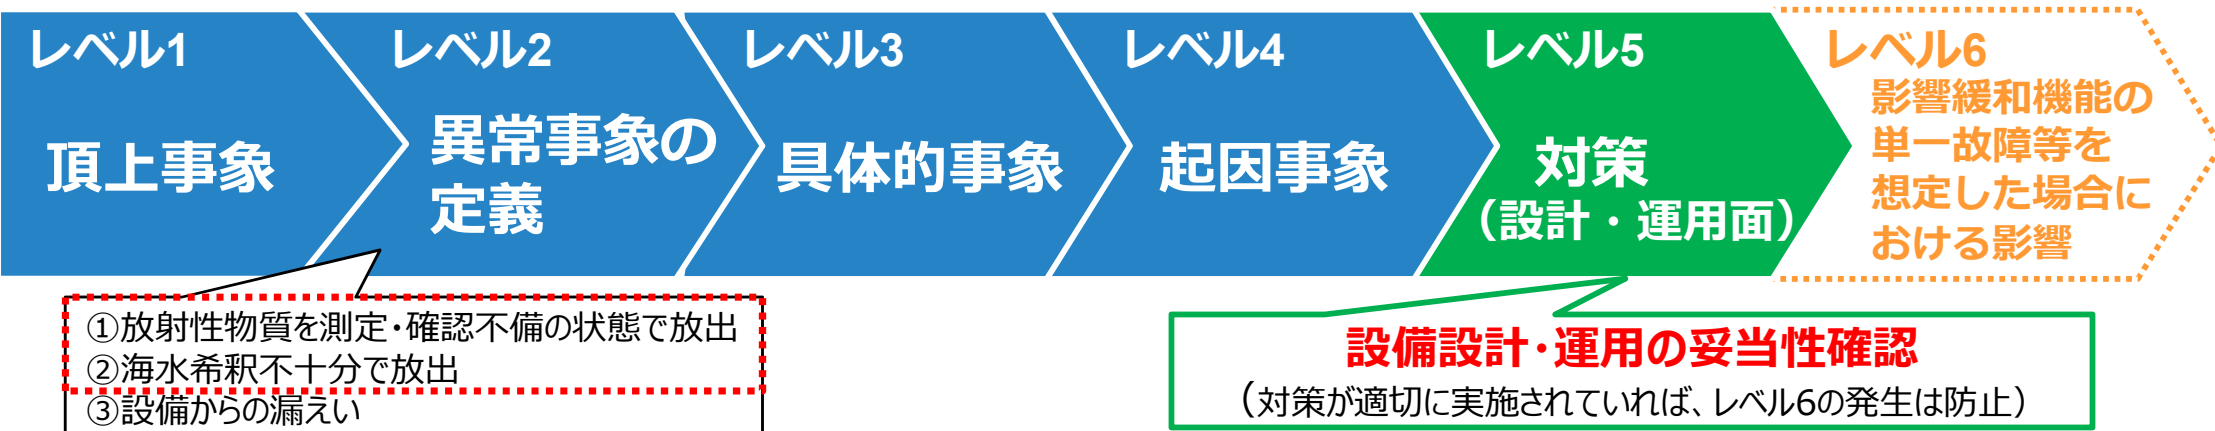 レベル1
頂上事象
レベル2
異常事象の
定義
レベル3
具体的事象
レベル4
起因事象
レベル5
対策
（設計・運用面）
レベル6
影響緩和機能の
単一故障等を
想定した場合に
おける影響
①放射性物質を測定・確認不備の状態で放出
②海水希釈不十分で放出
③設備からの漏えい
設備設計・運用の妥当性確認
（対策が適切に実施されていれば、レベル6の発生は防止）